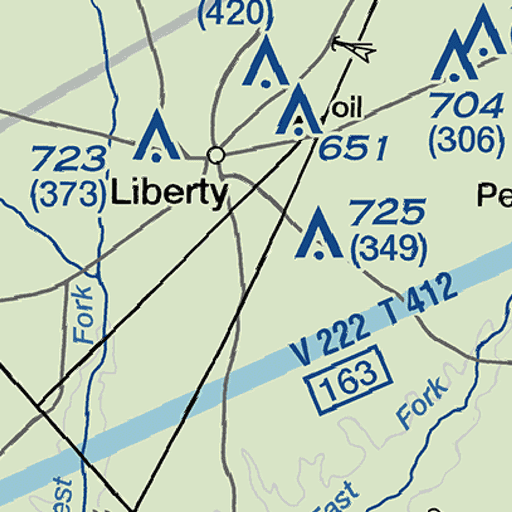 (420)
oil
704
(306)
651
723
(373)
Liberty
Pe
725
(349)
V 222 T 412
163
Fork
Fork
est
East